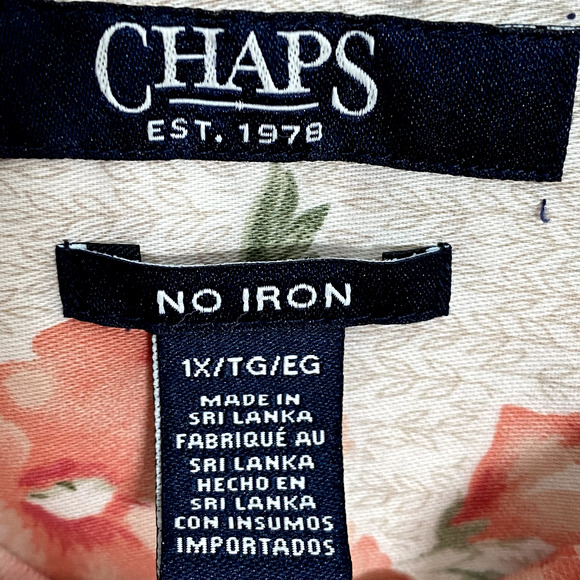 CHAPS
EST. 1978
NO IRON
1X/TG/EG
MADE IN
SRI LANKA
FABRIQUÉ AU
SRI LANKA
HECHO EN
SRI LANKA
CON INSUMOS
IMPORTADOS